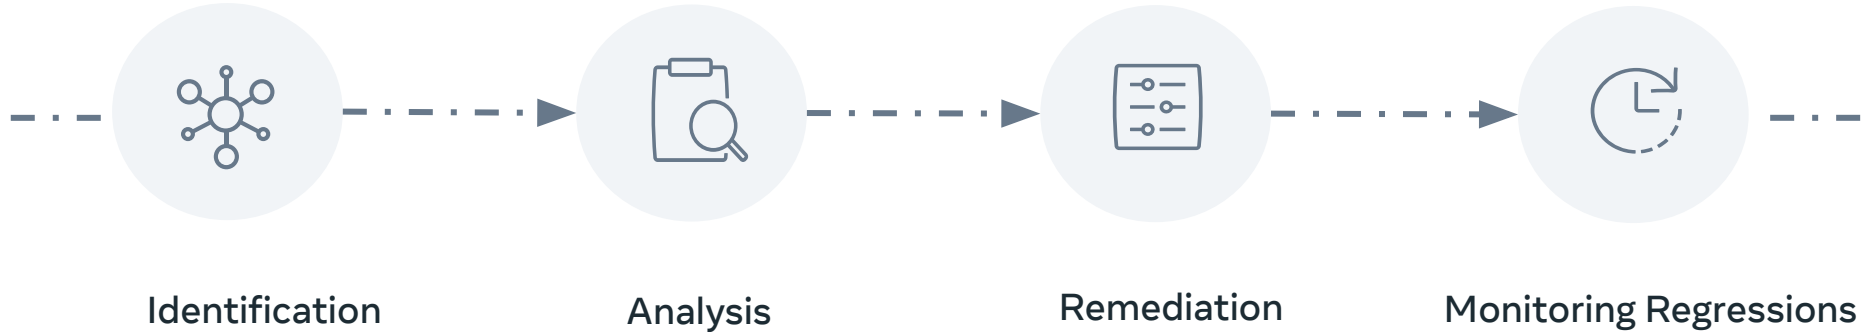 Identification
Analysis
Remediation
Monitoring Regressions